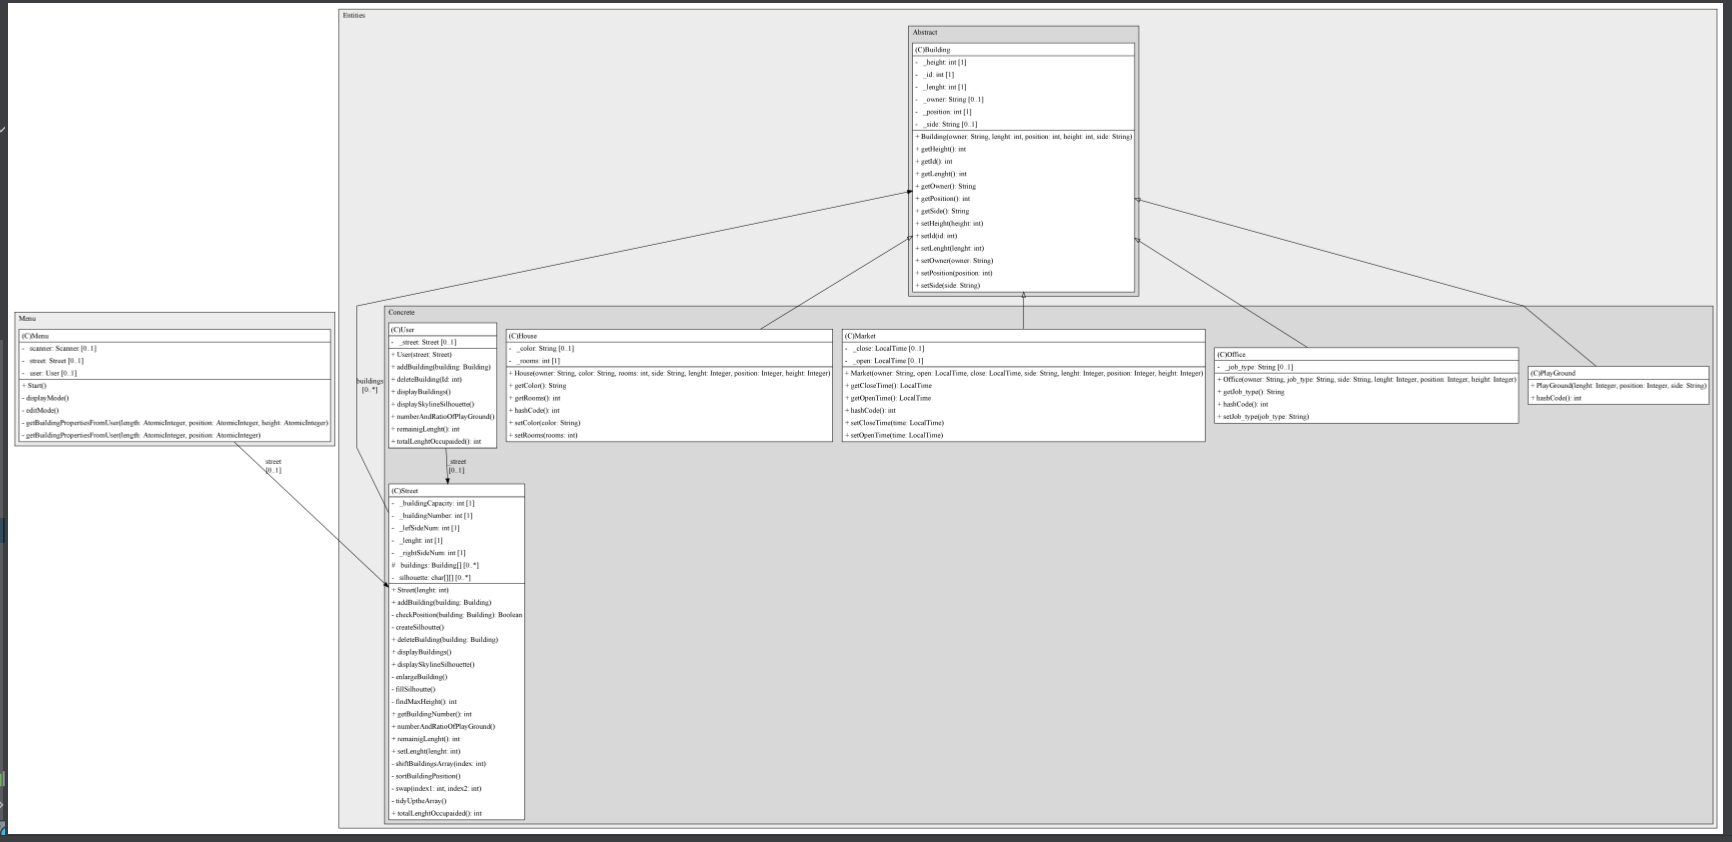 Entities
Abstract
(C)Building
- _height: int [1]
- _id: int [1]
- _lenght: int [1]
- _owner: String [0..1]
- _position: int [1]
- _side: String [0..1]
+ Building(owner: String, lenght: int, position: int, height: int, side: String)
+ getHeight(): int
+ getId(): int
+ getLenght(): int
+ getOwner(): String
+ getPosition(): int
+ getSide(): String
+ setHeight(height: int)
+ setId(id: int)
+ setLenght(lenght: int)
+ setOwner(owner: String)
+ setPosition(position: int)
+ setSide(side: String)
Menu
(C)Menu
- scanner: Scanner [0..1]
- street: Street [0..1]
- user: User [0..1]
+ Start()
- displayMode()
- editMode()
- getBuildingPropertiesFromUser(length: AtomicInteger, position: AtomicInteger, height: AtomicInteger)
- getBuildingPropertiesFromUser(length: AtomicInteger, position: AtomicInteger)
street
[0..1]
buildings
[0..*]
Concrete
(C)User
- _street: Street [0..1]
+ User(street: Street)
+ addBuilding(building: Building)
+ deleteBuilding(Id: int)
+ displayBuildings()
+ displaySkylineSilhouette()
+ numberAndRatioOfPlayGround()
+ remainigLenght(): int
+ totalLenghtOccupaided(): int
_street
[0..1]
(C)House
- _color: String [0..1]
- _rooms: int [1]
+ House(owner: String, color: String, rooms: int, side: String, lenght: Integer, position: Integer, height: Integer)
+ getColor(): String
+ getRooms(): int
+ hashCode(): int
+ setColor(color: String)
+ setRooms(rooms: int)
(C)Market
- _close: LocalTime [0..1]
- _open: LocalTime [0..1]
+ Market(owner: String, open: LocalTime, close: LocalTime, side: String, lenght: Integer, position: Integer, height: Integer)
+ getCloseTime(): LocalTime
+ getOpenTime(): LocalTime
+ hashCode(): int
+ setCloseTime(time: LocalTime)
+ setOpenTime(time: LocalTime)
(C)Office
- _job_type: String [0..1]
+ Office(owner: String, job_type: String, side: String, lenght: Integer, position: Integer, height: Integer)
+ getJob_type(): String
+ hashCode(): int
+ setJob_type(job_type: String)
(C)PlayGround
+ PlayGround(lenght: Integer, position: Integer, side: String)
+ hashCode(): int
(C)Street
- _buildingCapacity: int [1]
- _buildingNumber: int [1]
- _lefSideNum: int [1]
- _lenght: int [1]
- _rightSideNum: int [1]
# buildings: Building[] [0..*]
- silhouette: char[][] [0..*]
+ Street(lenght: int)
+ addBuilding(building: Building)
- checkPosition(building: Building): Boolean
- createSilhoutte()
+ deleteBuilding(building: Building)
+ displayBuildings()
+ displaySkylineSilhouette()
- enlargeBuilding()
- fillSilhoutte()
- findMaxHeight(): int
+ getBuildingNumber(): int
+ numberAndRatioOfPlayGround()
+ remainigLenght(): int
+ setLenght(lenght: int)
- shiftBuildingsArray(index: int)
- sortBuildingPosition()
- swap(index1: int, index2: int)
- tidyUptheArray()
+ totalLenghtOccupaided(): int